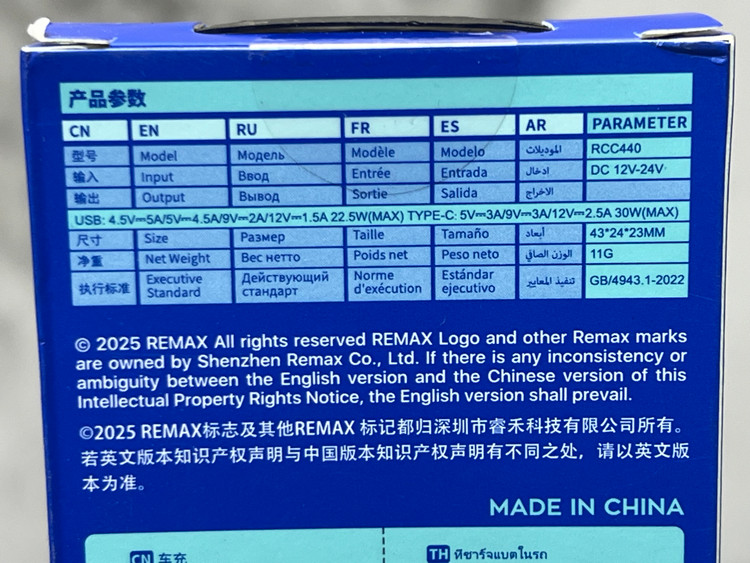 产品参数
CN EN RU FR ES AR PARAMETER
型号 Model Модель Modèle Modelo الموديلات RCC440
输入 Input Ввод Entrée Entrada ادخال DC 12V-24V
输出 Output Вывод Sortie Salida الاخراج
USB: 4.5V⎓5A/5V⎓4.5A/9V⎓2A/12V⎓1.5A 22.5W(MAX) TYPE-C: 5V⎓3A/9V⎓3A/12V⎓2.5A 30W(MAX)
尺寸 Size Размер Taille Tamaño أبعاد 43*24*23MM
净重 Net Weight Вес нетто Poids net Peso neto الوزن الصافي 11G
执行标准 Executive Standard Действующий стандарт Norme d'exécution Estándar ejecutivo تنفيذ المعايير GB/4943.1-2022
© 2025 REMAX All rights reserved REMAX Logo and other Remax marks
are owned by Shenzhen Remax Co., Ltd. If there is any inconsistency or
ambiguity between the English version and the Chinese version of this
Intellectual Property Rights Notice, the English version shall prevail.
©2025 REMAX标志及其他REMAX 标记都归深圳市睿禾科技有限公司所有。
若英文版本知识产权声明与中国版本知识产权声明有不同之处，请以英文版
本为准。
MADE IN CHINA
CN 车充 TH ที่ชาร์จแบตในรถ